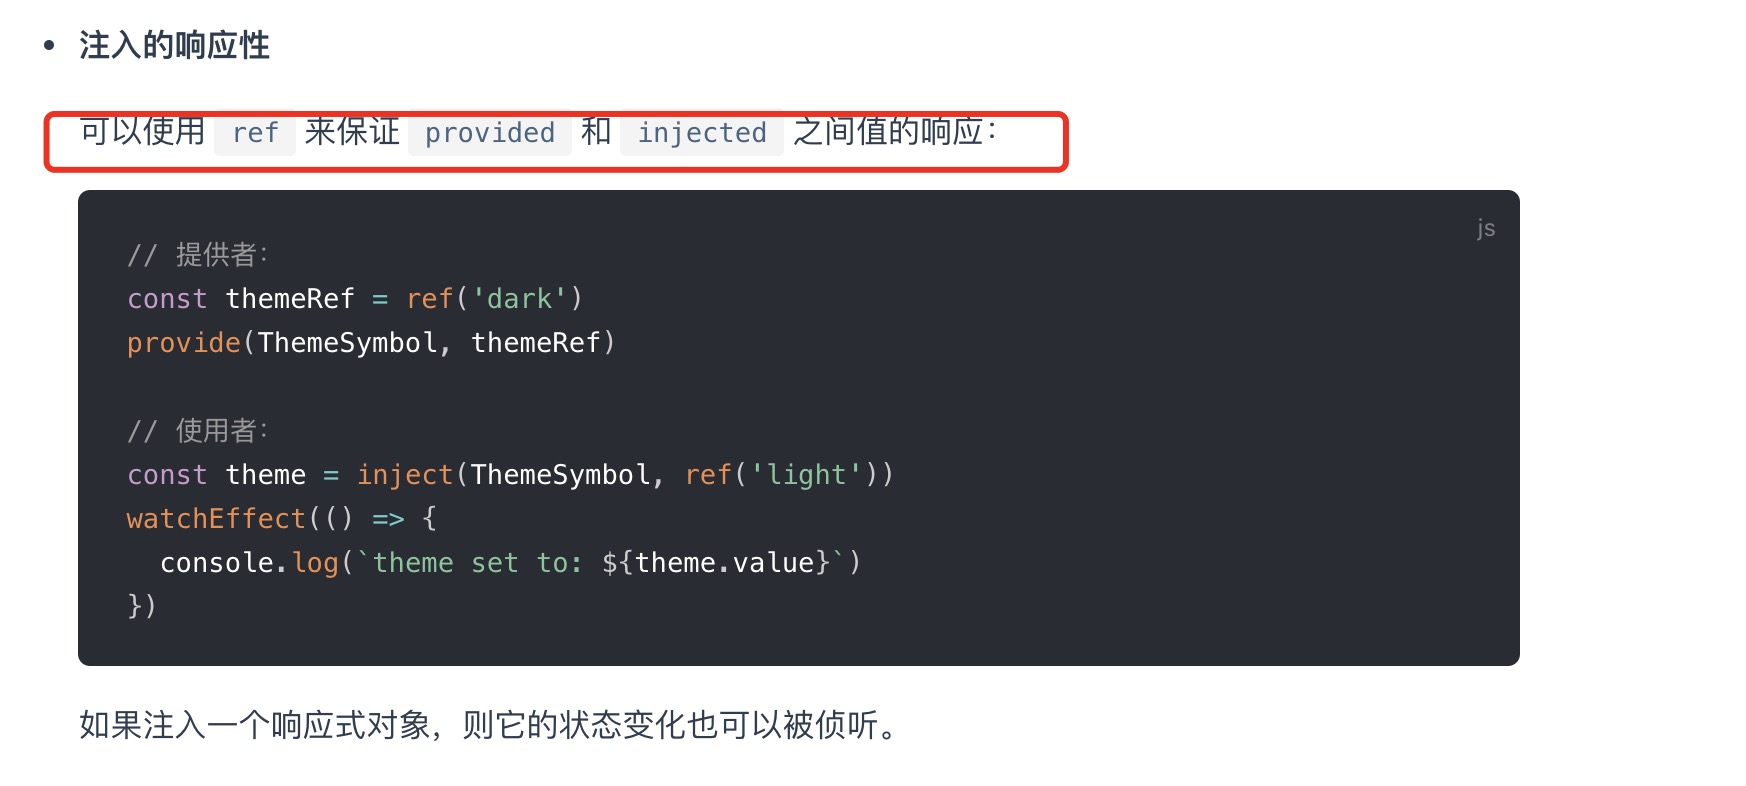 • 注入的响应性
可以使用 ref 来保证 provided 和 injected 之间值的响应：
js
// 提供者：
const themeRef = ref('dark')
provide(ThemeSymbol, themeRef)
// 使用者：
const theme = inject(ThemeSymbol, ref('light'))
watchEffect(() => {
  console.log(`theme set to: ${theme.value}`)
})
如果注入一个响应式对象，则它的状态变化也可以被侦听。